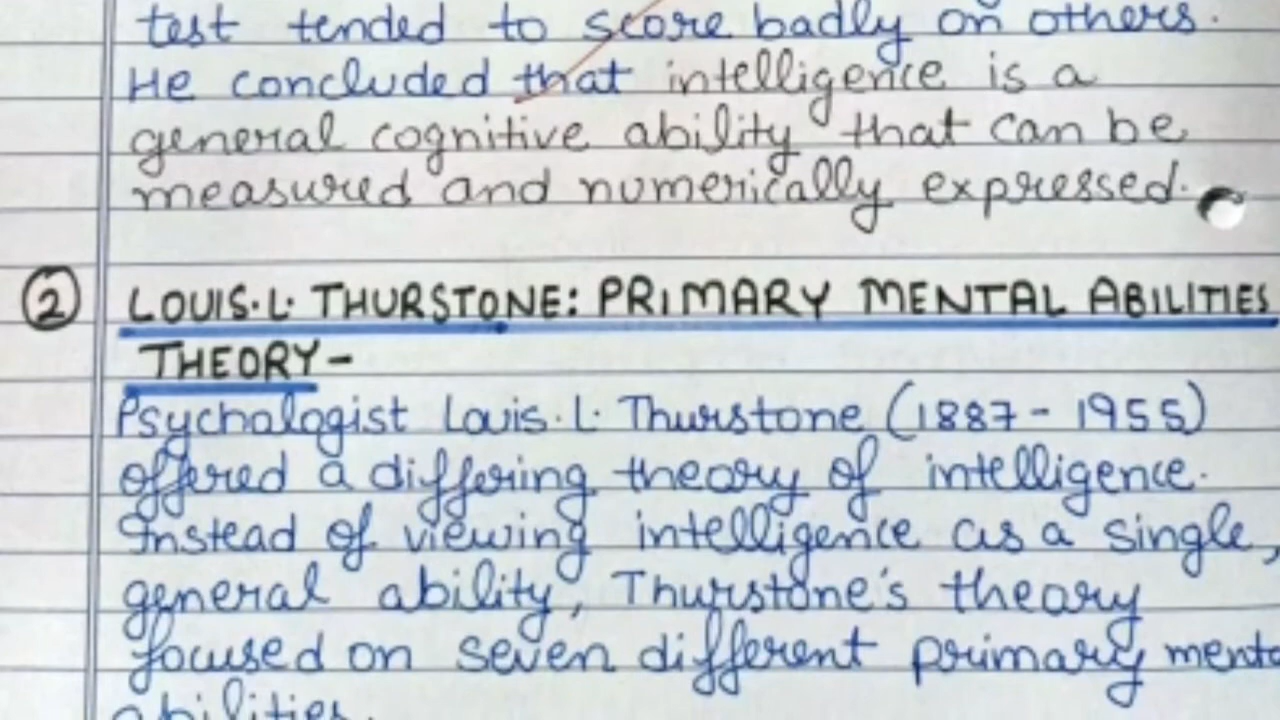 test tended to score badly on others.
He concluded that intelligence is a
general cognitive ability that can be
measured and numerically expressed.
② LOUIS.L. THURSTONE: PRIMARY MENTAL ABILITIES
THEORY-
Psychologist Louis.L. Thurstone (1887-1955)
offered a differing theory of intelligence.
Instead of viewing intelligence as a single,
general ability, Thurstone's theory
focused on seven different primary menta
abilities.